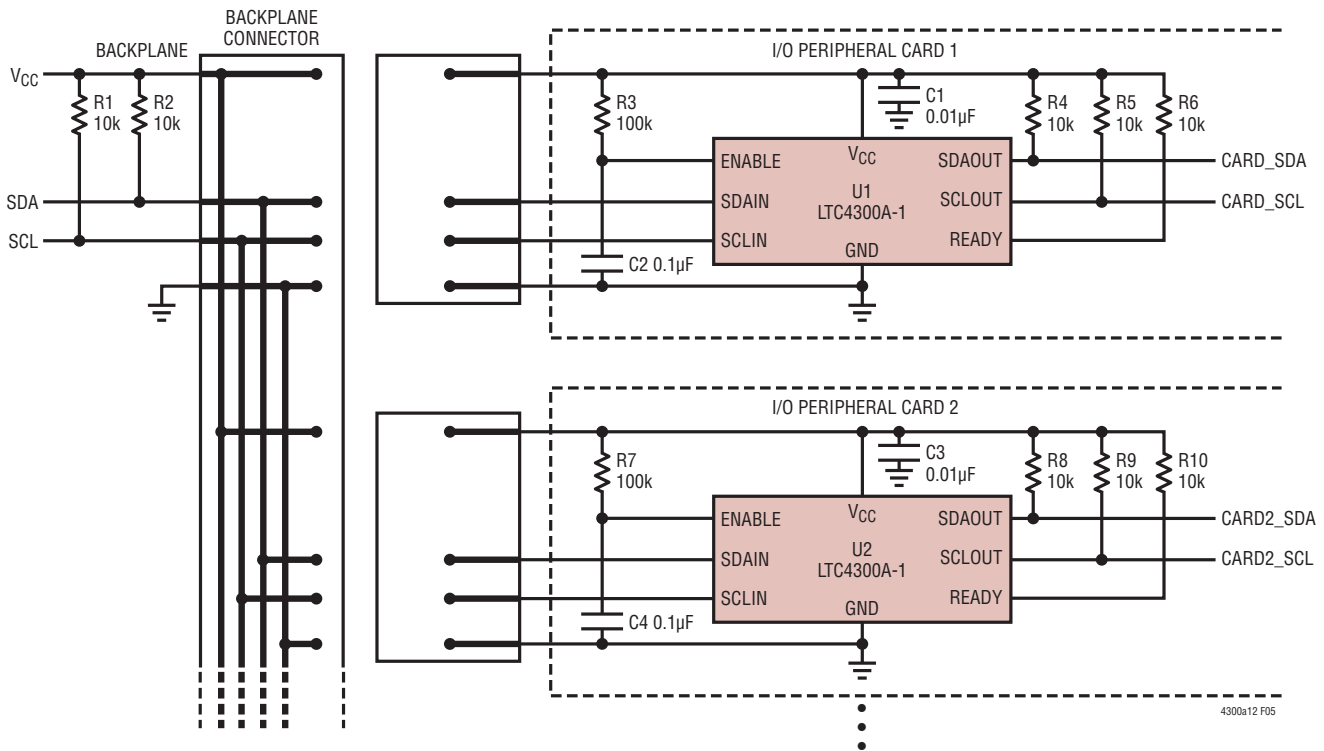 BACKPLANE
CONNECTOR
BACKPLANE
VCC
R1
10k
R2
10k
SDA
SCL
I/O PERIPHERAL CARD 1
R3
100k
C1
0.01µF
R4
10k
R5
10k
R6
10k
ENABLE
VCC
SDAOUT
CARD_SDA
SDAIN
U1
LTC4300A-1
SCLOUT
CARD_SCL
SCLIN
GND
READY
C2 0.1µF
I/O PERIPHERAL CARD 2
R7
100k
C3
0.01µF
R8
10k
R9
10k
R10
10k
ENABLE
VCC
SDAOUT
CARD2_SDA
SDAIN
U2
LTC4300A-1
SCLOUT
CARD2_SCL
SCLIN
GND
READY
C4 0.1µF
4300a12 F05